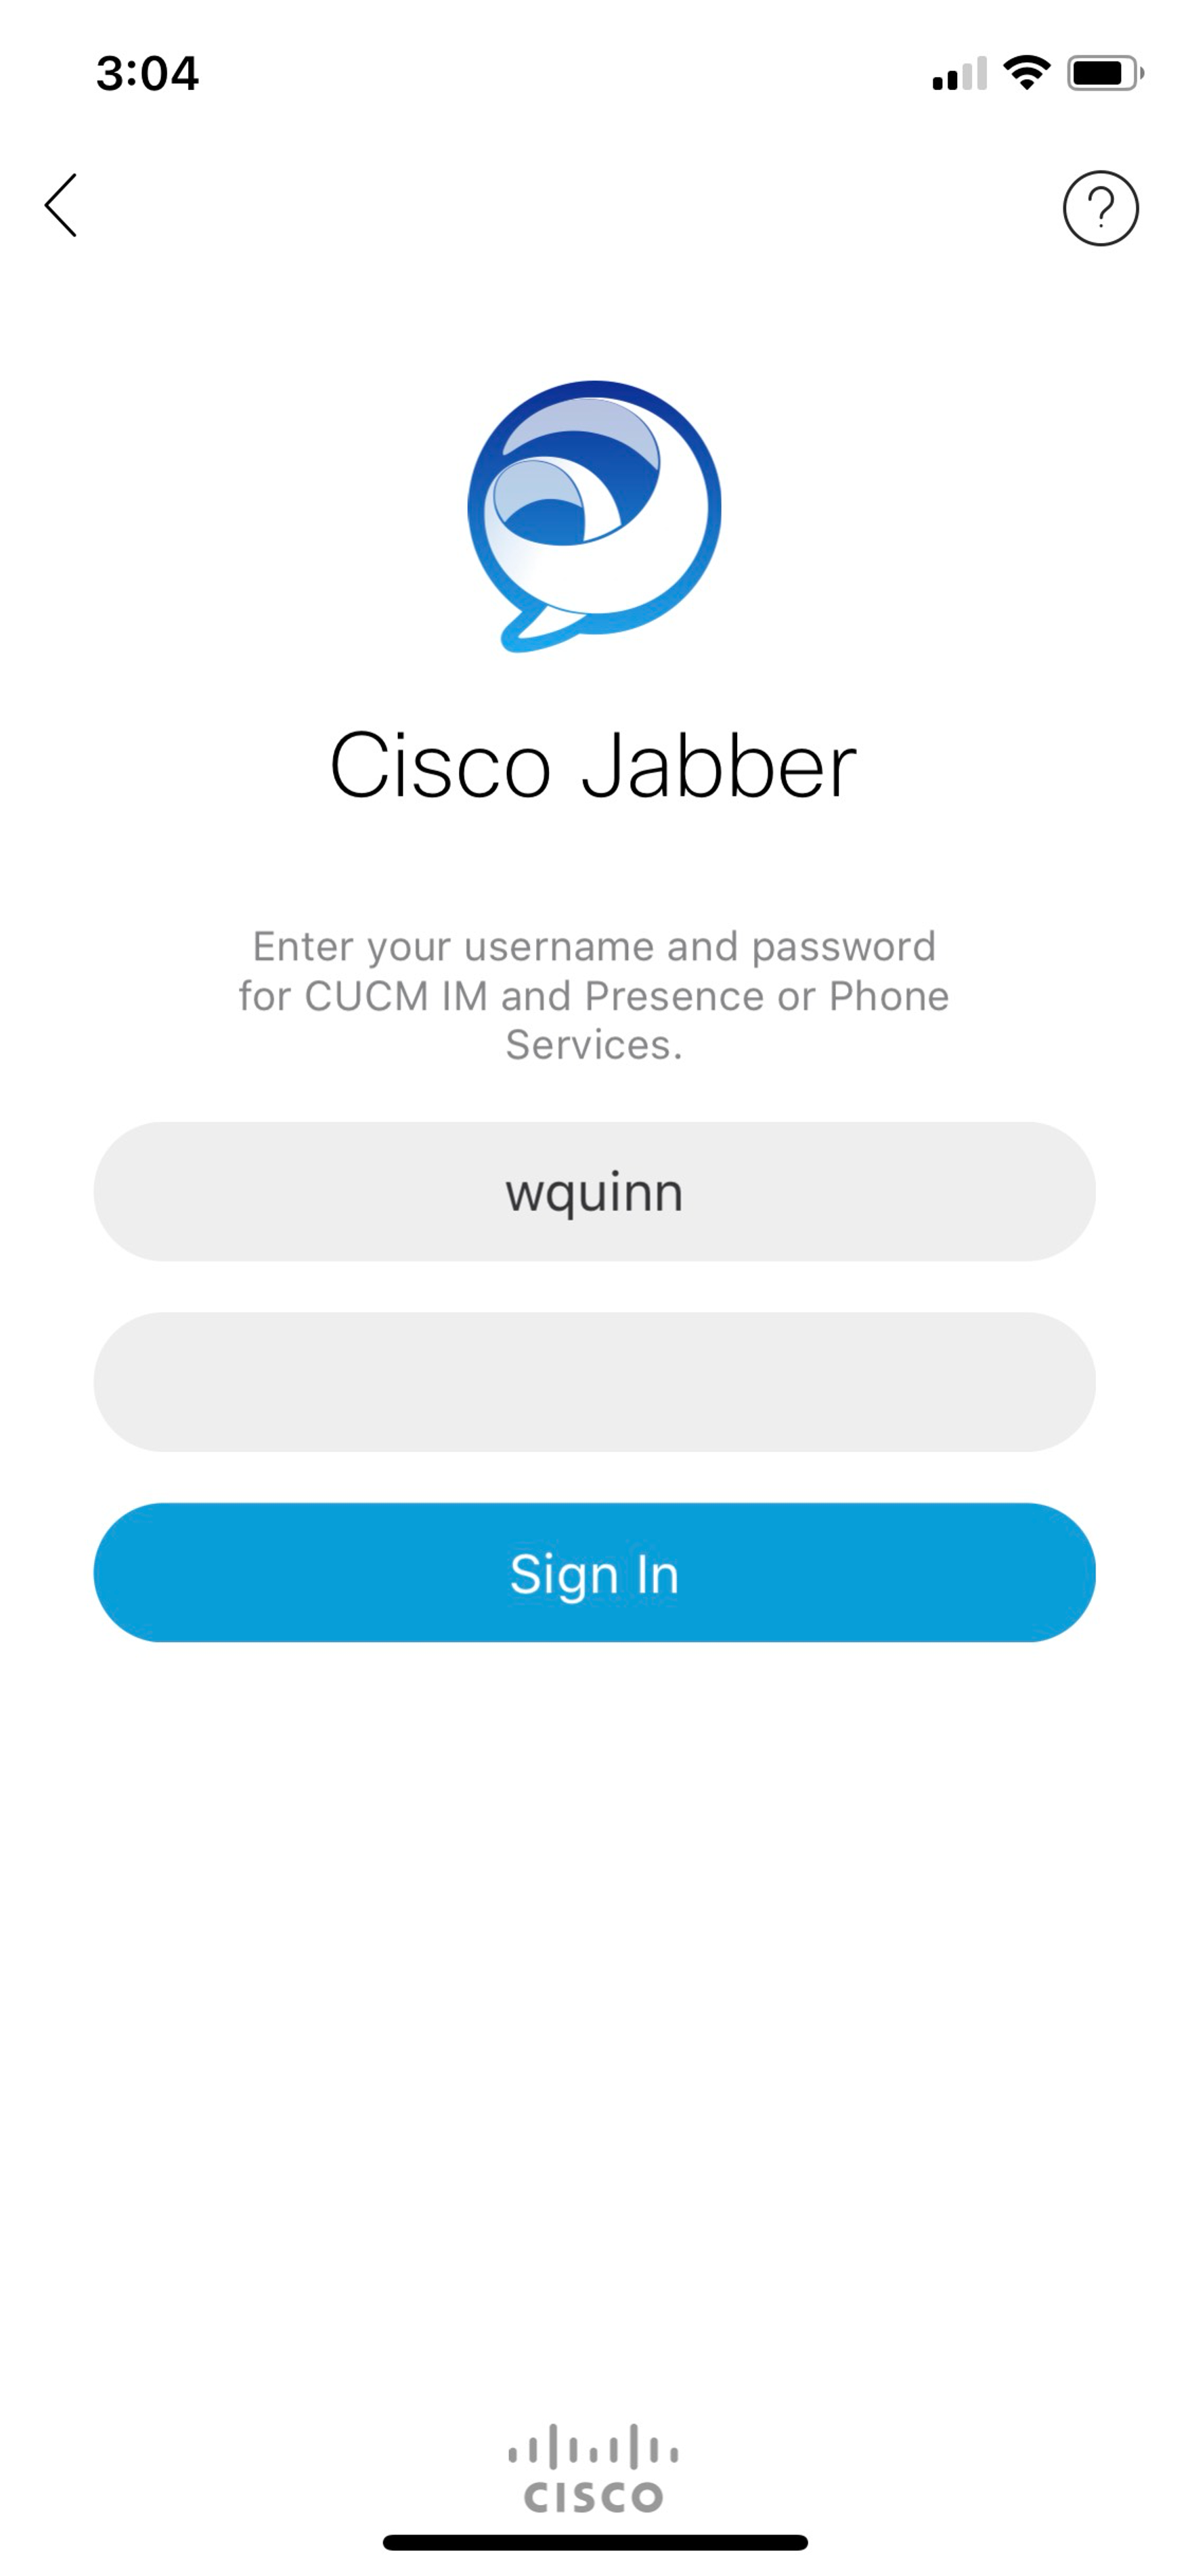 3:04
?
Cisco Jabber
Enter your username and password
for CUCM IM and Presence or Phone
Services.
wquinn
Sign In
CISCO